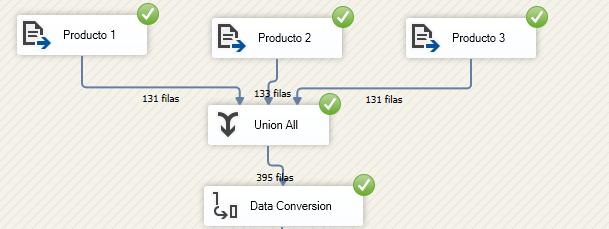 Producto 1
Producto 2
Producto 3
131 filas
133 filas
131 filas
Union All
395 filas
Data Conversion